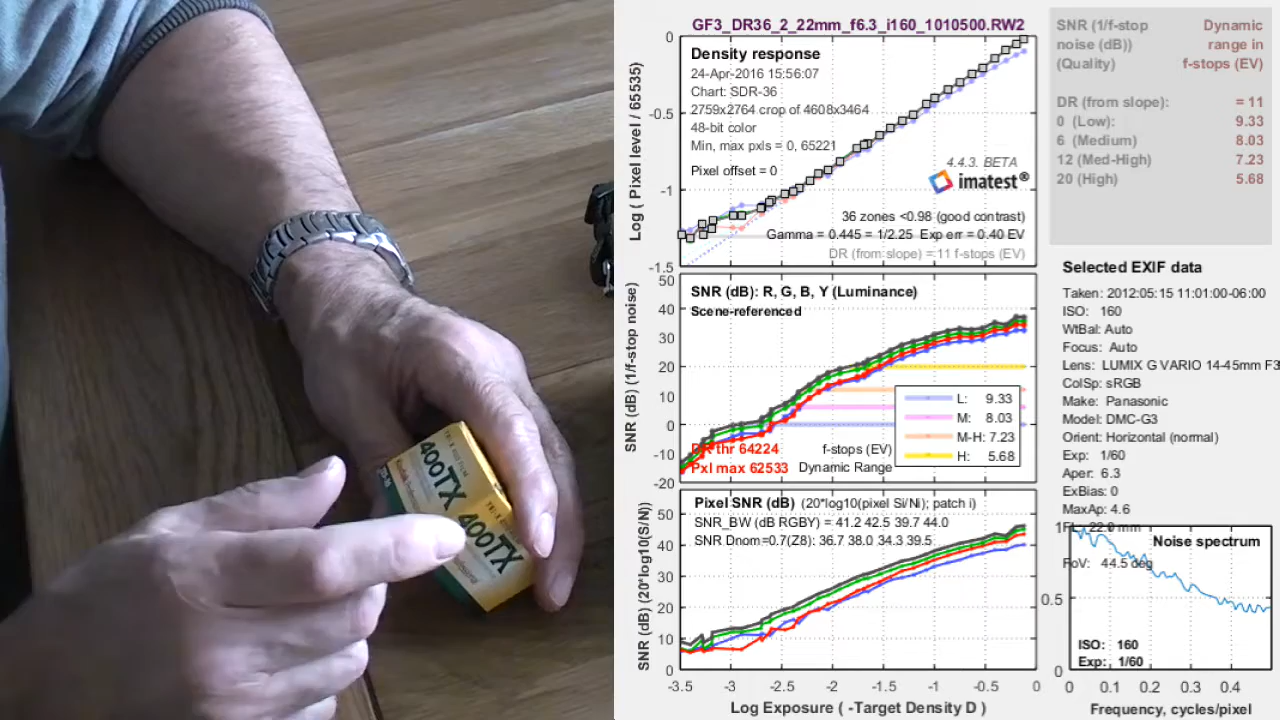 400TX
400TX
GF3_DR36_2_22mm_f6.3_i160_1010500.RW2
Density response
24-Apr-2016 15:56:07
Chart: SDR-36
2759x2764 crop of 4608x3464
48-bit color
Min, max pxls = 0, 65221
Pixel offset = 0
4.4.3. BETA
imatest®
36 zones <0.98 (good contrast)
Gamma = 0.445 = 1/2.25 Exp err = 0.40 EV
DR (from slope) = 11 f-stops (EV)
Log ( Pixel level / 65535)
0
-0.5
-1
-1.5
SNR (dB): R, G, B, Y (Luminance)
Scene-referenced
SNR (dB) (1/f-stop noise)
50
40
30
20
10
0
-10
-20
L: 9.33
M: 8.03
M-H: 7.23
H: 5.68
DR thr 64224
f-stops (EV)
Pxl max 62533
Dynamic Range
Pixel SNR (dB) (20*log10(pixel Si/Ni); patch i)
SNR_BW (dB RGBY) = 41.2 42.5 39.7 44.0
SNR Dnom=0.7(Z8): 36.7 38.0 34.3 39.5
SNR (dB) (20*log10(S/N)
50
40
30
20
10
0
-3.5 -3 -2.5 -2 -1.5 -1 -0.5 0
Log Exposure ( -Target Density D )
SNR (1/f-stop Dynamic
noise (dB)) range in
(Quality) f-stops (EV)
DR (from slope): = 11
0 (Low): 9.33
6 (Medium) 8.03
12 (Med-High) 7.23
20 (High) 5.68
Selected EXIF data
Taken: 2012:05:15 11:01:00-06:00
ISO: 160
WtBal: Auto
Focus: Auto
Lens: LUMIX G VARIO 14-45mm F3
ColSp: sRGB
Make: Panasonic
Model: DMC-G3
Orient: Horizontal (normal)
Exp: 1/60
Aper: 6.3
ExBias: 0
MaxAp: 4.6
22.0 mm
FoV: 44.5 deg
Noise spectrum
1
0.5
0
ISO: 160
Exp: 1/60
0 0.1 0.2 0.3 0.4
Frequency, cycles/pixel